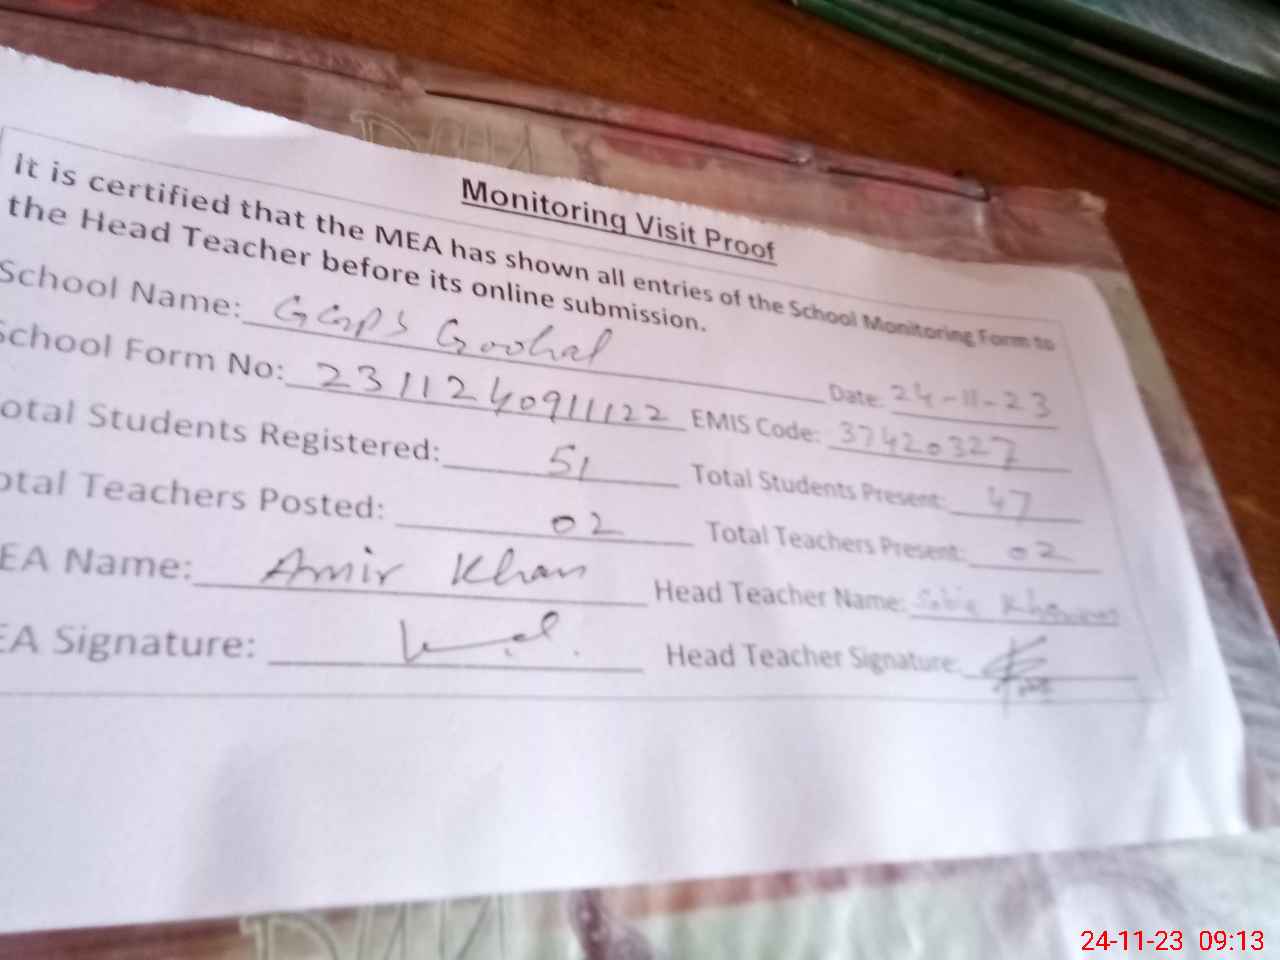 Monitoring Visit Proof
It is certified that the MEA has shown all entries of the School Monitoring Form to
the Head Teacher before its online submission.
School Name: GGPS Goohal Date: 24-11-23
School Form No: 2311240911122 EMIS Code: 37420327
otal Students Registered: 51 Total Students Present: 47
otal Teachers Posted: 02 Total Teachers Present: 02
EA Name: Amir Khan Head Teacher Name:
EA Signature: Head Teacher Signature:
24-11-23 09:13